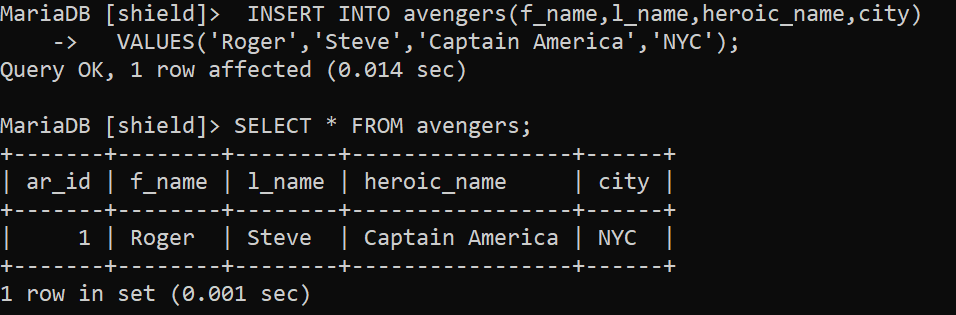 MariaDB [shield]>  INSERT INTO avengers(f_name,l_name,heroic_name,city)
    ->   VALUES('Roger','Steve','Captain America','NYC');
Query OK, 1 row affected (0.014 sec)

MariaDB [shield]> SELECT * FROM avengers;
+-------+--------+--------+-----------------+------+
| ar_id | f_name | l_name | heroic_name     | city |
+-------+--------+--------+-----------------+------+
|     1 | Roger  | Steve  | Captain America | NYC  |
+-------+--------+--------+-----------------+------+
1 row in set (0.001 sec)